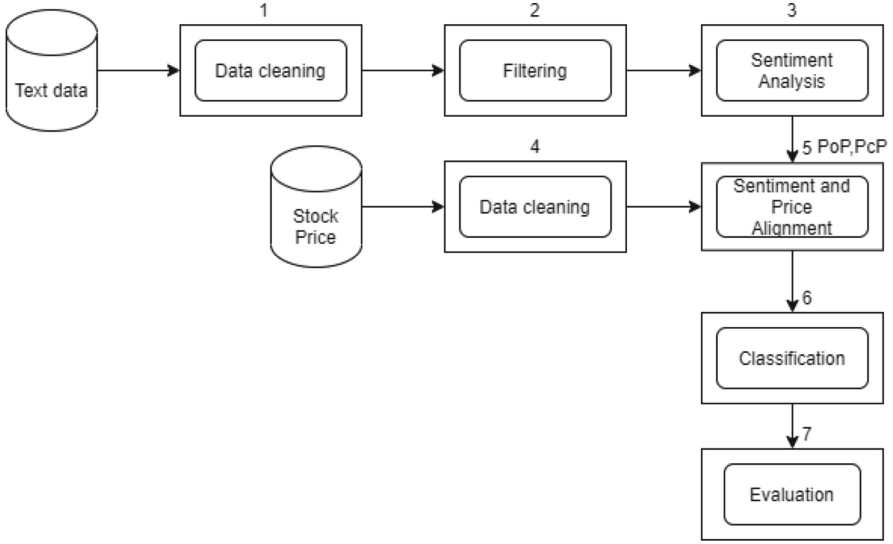 1
2
3
Text data
Data cleaning
Filtering
Sentiment
Analysis
4
5 PoP,PcP
Stock
Price
Data cleaning
Sentiment and
Price
Alignment
6
Classification
7
Evaluation